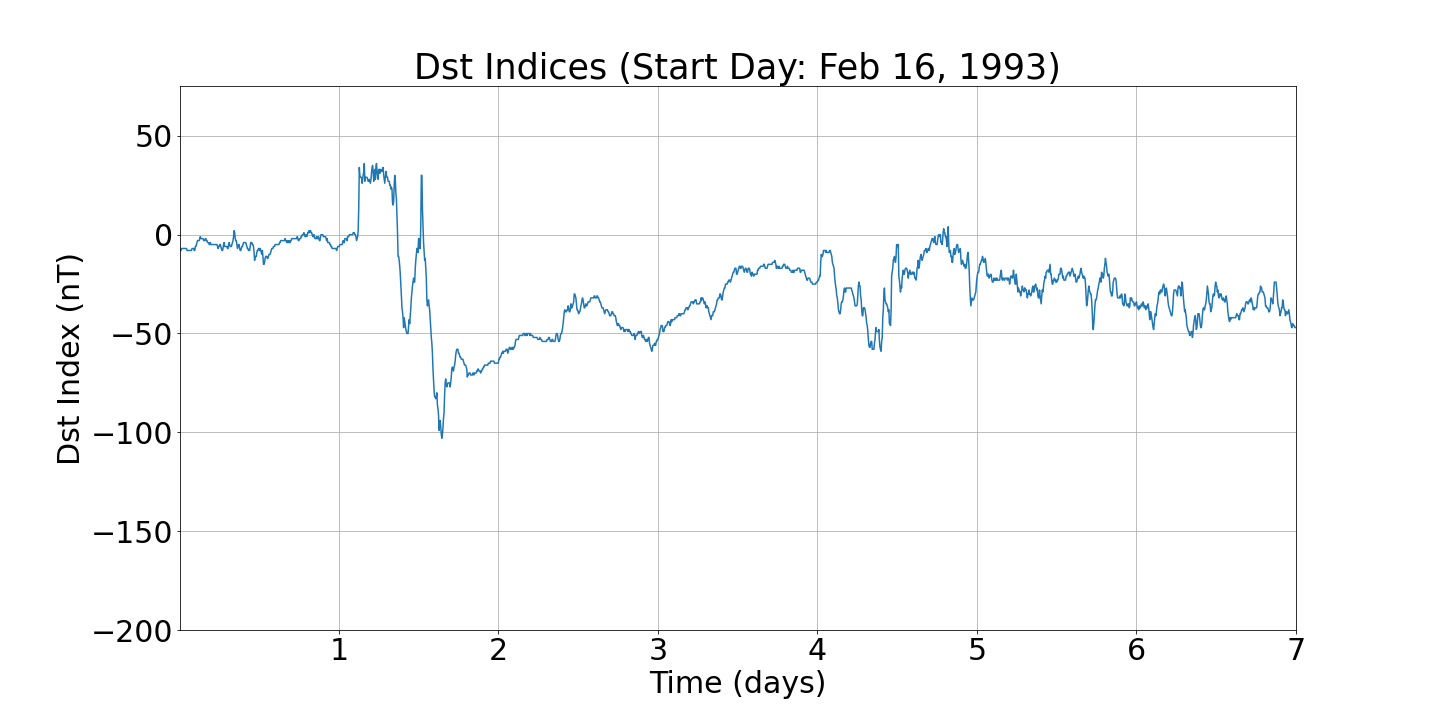 Dst Indices (Start Day: Feb 16, 1993)
Dst Index (nT)
50
0
−50
−100
−150
−200
1 2 3 4 5 6 7
Time (days)